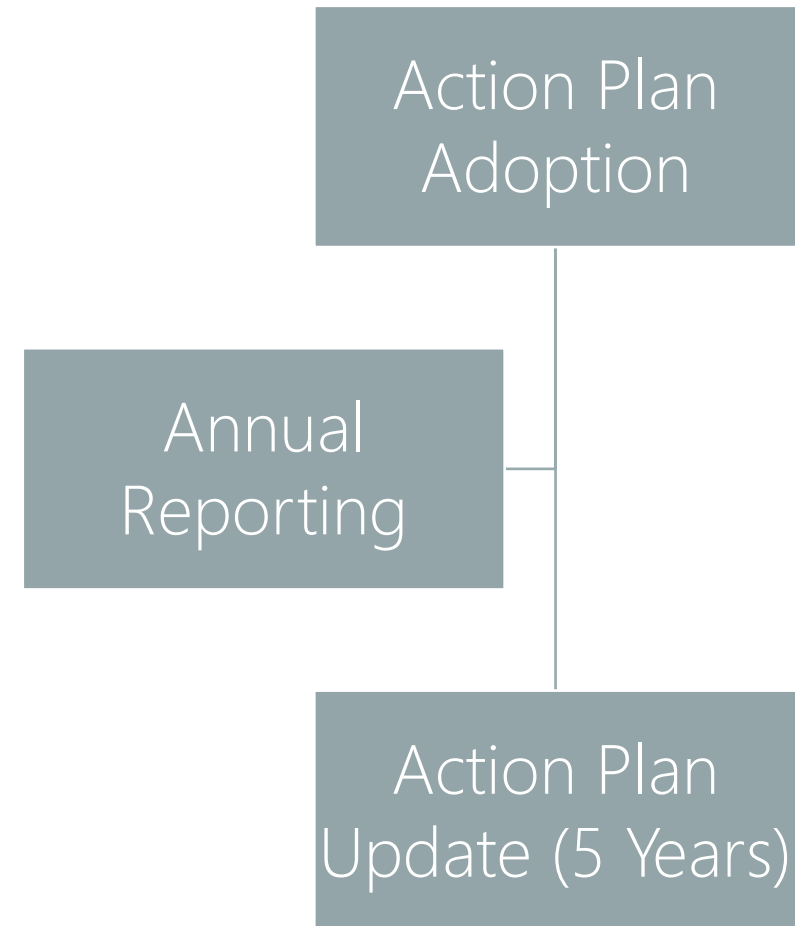 Action Plan
Adoption
Annual
Reporting
Action Plan
Update (5 Years)